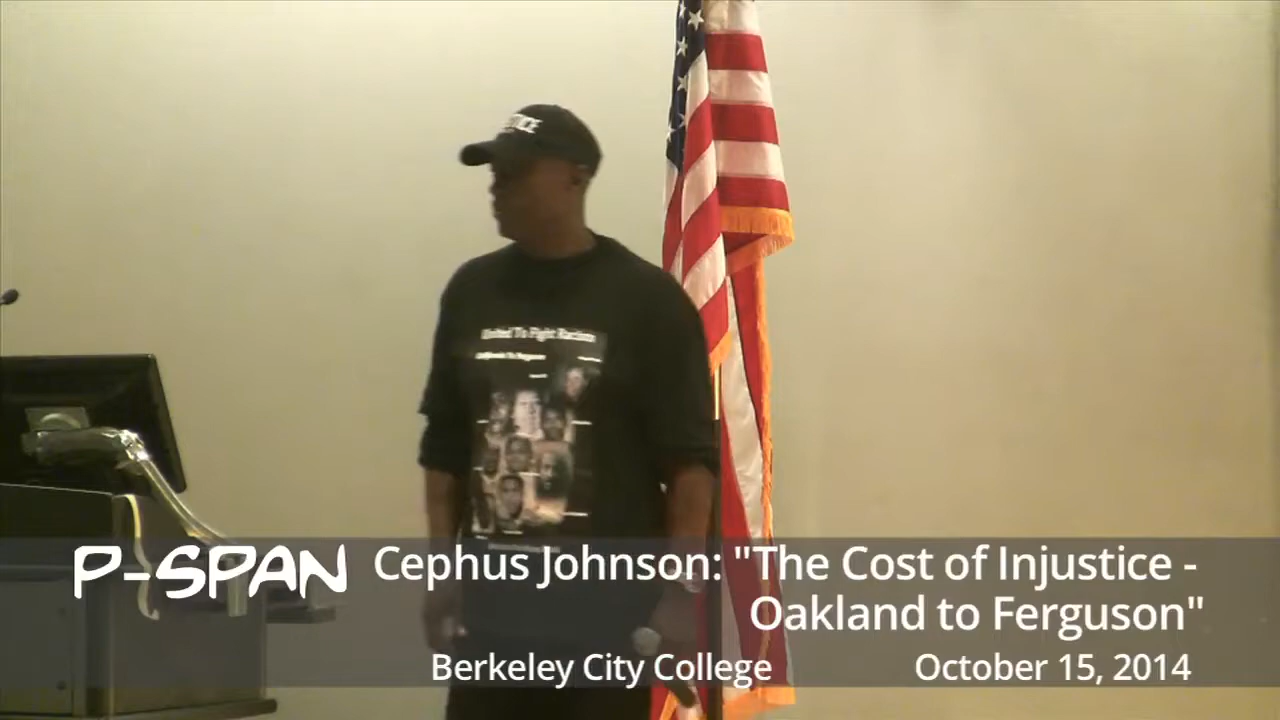 United To Fight Racism
P-SPAN
Cephus Johnson: "The Cost of Injustice -
Oakland to Ferguson"
Berkeley City College
October 15, 2014